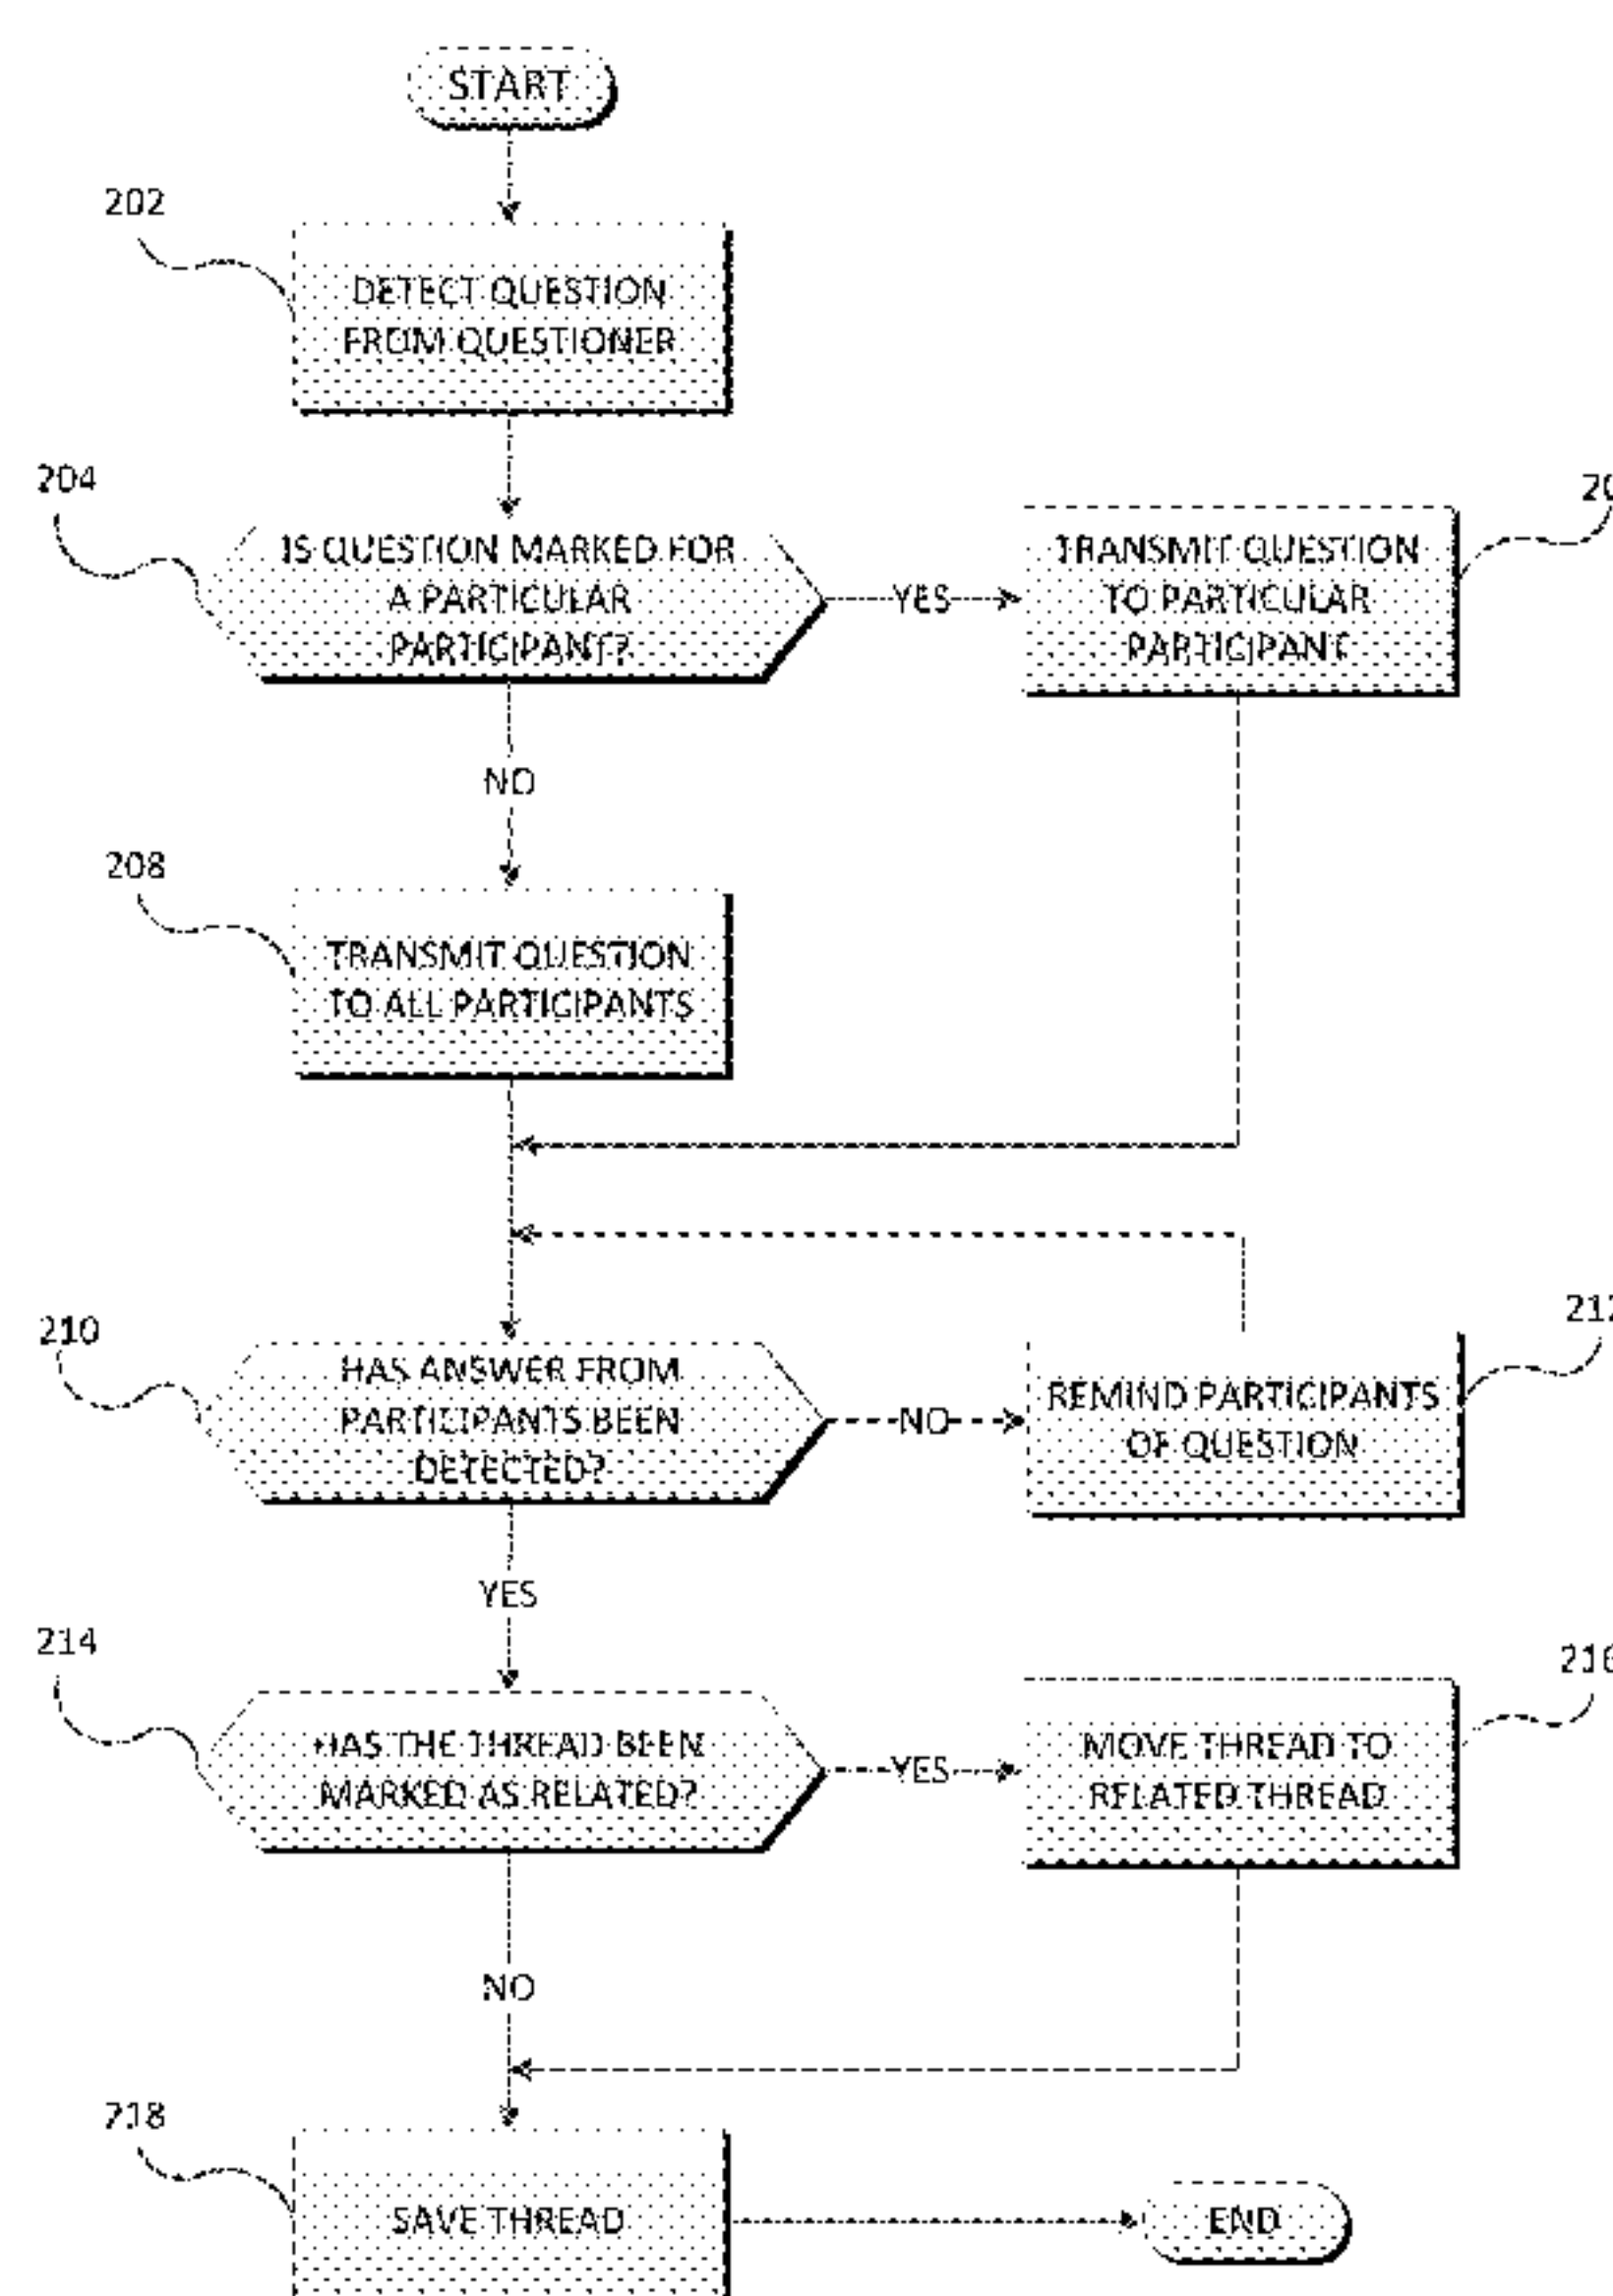 START
202
DETECT QUESTION
FROM QUESTIONER
204
IS QUESTION MARKED FOR
A PARTICULAR
PARTICIPANT?
YES
TRANSMIT QUESTION
TO PARTICULAR
PARTICIPANT
20
NO
208
TRANSMIT QUESTION
TO ALL PARTICIPANTS
210
HAS ANSWER FROM
PARTICIPANTS BEEN
DETECTED?
NO
REMIND PARTICIPANTS
OF QUESTION
212
YES
214
HAS THE THREAD BEEN
MARKED AS RELATED?
YES
MOVE THREAD TO
RELATED THREAD
216
NO
218
SAVE THREAD
END